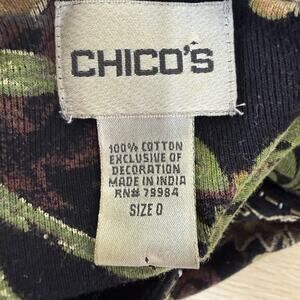 CHICO'S
100% COTTON
EXCLUSIVE OF
DECORATION
MADE IN INDIA
RN# 79984
SIZE 0